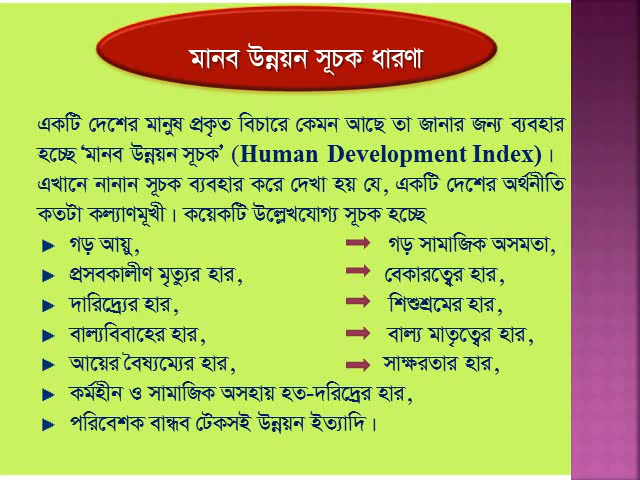 মানব উন্নয়ন সূচক ধারণা
একটি দেশের মানুষ প্রকৃত বিচারে কেমন আছে তা জানার জন্য ব্যবহার
হচ্ছে ‘মানব উন্নয়ন সূচক’ (Human Development Index)।
এখানে নানান সূচক ব্যবহার করে দেখা হয় যে, একটি দেশের অর্থনীতি
কতটা কল্যাণমূখী। কয়েকটি উল্লেখযোগ্য সূচক হচ্ছে
গড় আয়ু, গড় সামাজিক অসমতা,
প্রসবকালীণ মৃত্যুর হার, বেকারত্বের হার,
দারিদ্র্যের হার, শিশুশ্রমের হার,
বাল্যবিবাহের হার, বাল্য মাতৃত্বের হার,
আয়ের বৈষম্যের হার, সাক্ষরতার হার,
কর্মহীন ও সামাজিক অসহায় হত-দরিদ্রের হার,
পরিবেশক বান্ধব টেকসই উন্নয়ন ইত্যাদি।